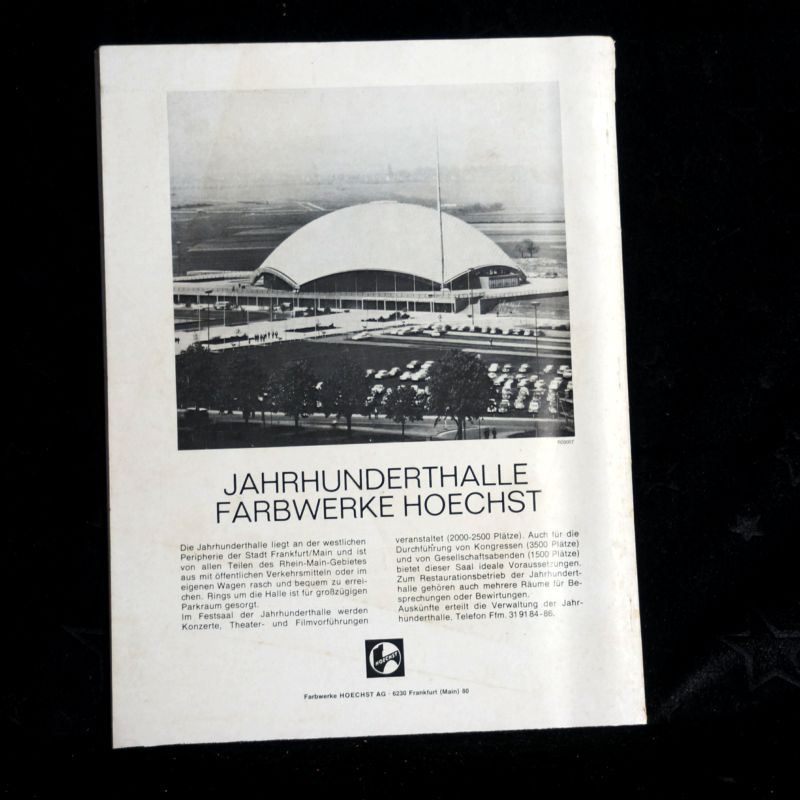 JAHRHUNDERTHALLE
FARBWERKE HOECHST
Die Jahrhunderthalle liegt an der westlichen
Peripherie der Stadt Frankfurt/Main und ist
von allen Teilen des Rhein-Main-Gebietes
aus mit öffentlichen Verkehrsmitteln oder im
eigenen Wagen rasch und bequem zu errei-
chen. Rings um die Halle ist für großzügigen
Parkraum gesorgt.
Im Festsaal der Jahrhunderthalle werden
Konzerte, Theater- und Filmvorführungen
veranstaltet (2000-2500 Plätze). Auch für die
Durchführung von Kongressen (3500 Plätze)
und von Gesellschaftsabenden (1500 Plätze)
bietet dieser Saal ideale Voraussetzungen.
Zum Restaurationsbetrieb der Jahrhundert-
halle gehören auch mehrere Räume für Be-
sprechungen oder Bewirtungen.
Auskünfte erteilt die Verwaltung der Jahr-
hunderthalle, Telefon Ffm. 31 91 84-86.
HOECHST
Farbwerke HOECHST AG · 6230 Frankfurt (Main) 80